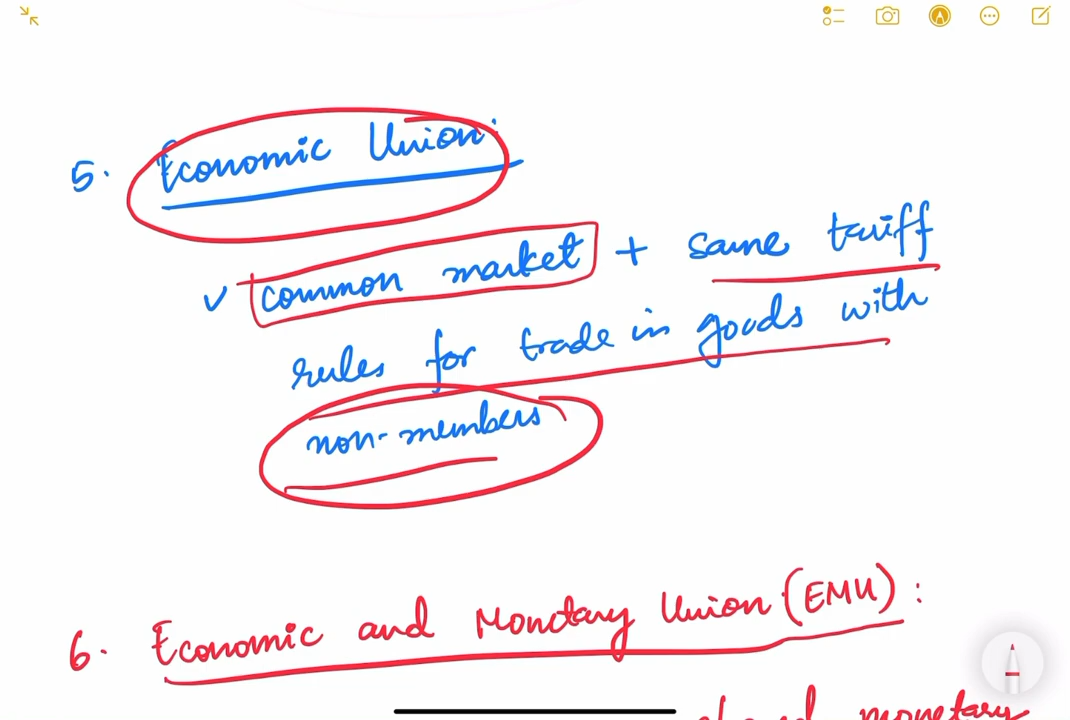 5. Economic Union:
✓ common market + same tariff
rules for trade in goods with
non-members
6. Economic and Monetary Union (EMU):
monetary